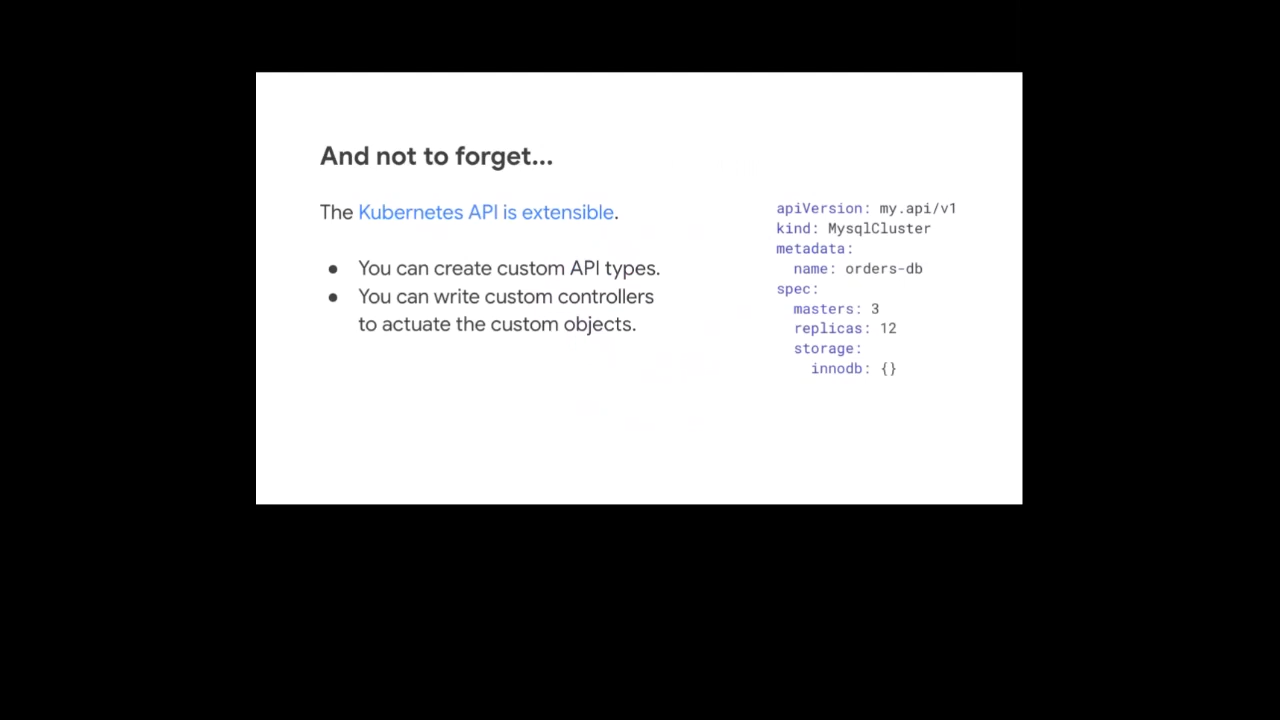 And not to forget...
The Kubernetes API is extensible.
● You can create custom API types.
● You can write custom controllers
to actuate the custom objects.
apiVersion: my.api/v1
kind: MysqlCluster
metadata:
  name: orders-db
spec:
  masters: 3
  replicas: 12
  storage:
    innodb: {}